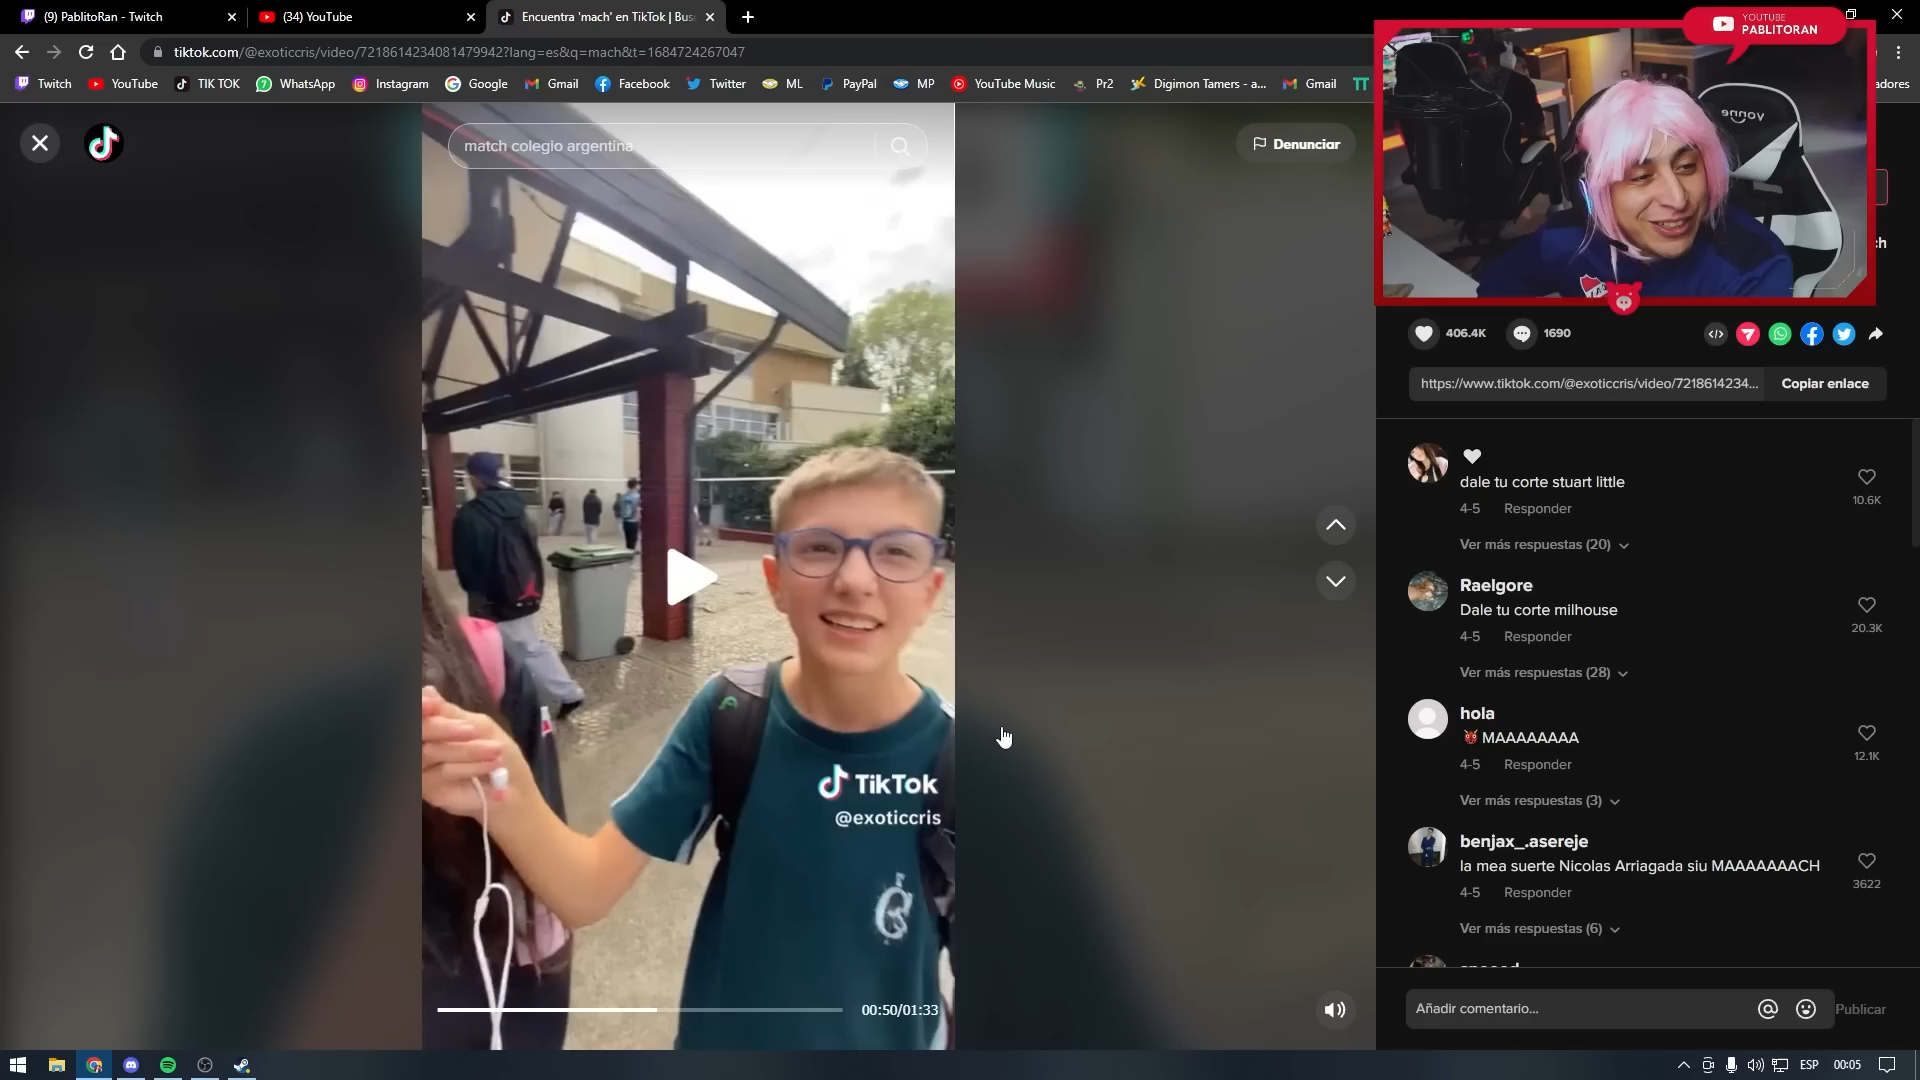 (9) PablitoRan - Twitch
(34) YouTube
Encuentra 'mach' en TikTok | Bus
YOUTUBE
PABLITORAN
tiktok.com/@exoticcris/video/7218614234081479942?lang=es&q=mach&t=1684724267047
Twitch YouTube TIK TOK WhatsApp Instagram Google Gmail Facebook Twitter ML PayPal MP YouTube Music Pr2 Digimon Tamers - a... Gmail adores
match colegio argentina
Denunciar
ch
406.4K
1690
https://www.tiktok.com/@exoticcris/video/7218614234...
Copiar enlace
dale tu corte stuart little
10.6K
4-5 Responder
Ver más respuestas (20)
Raelgore
Dale tu corte milhouse
20.3K
4-5 Responder
Ver más respuestas (28)
hola
MAAAAAAAA
12.1K
4-5 Responder
Ver más respuestas (3)
benjax_.asereje
la mea suerte Nicolas Arriagada siu MAAAAAAACH
3622
4-5 Responder
Ver más respuestas (6)
TikTok
@exoticcris
00:50/01:33
Añadir comentario...
Publicar
ESP
00:05